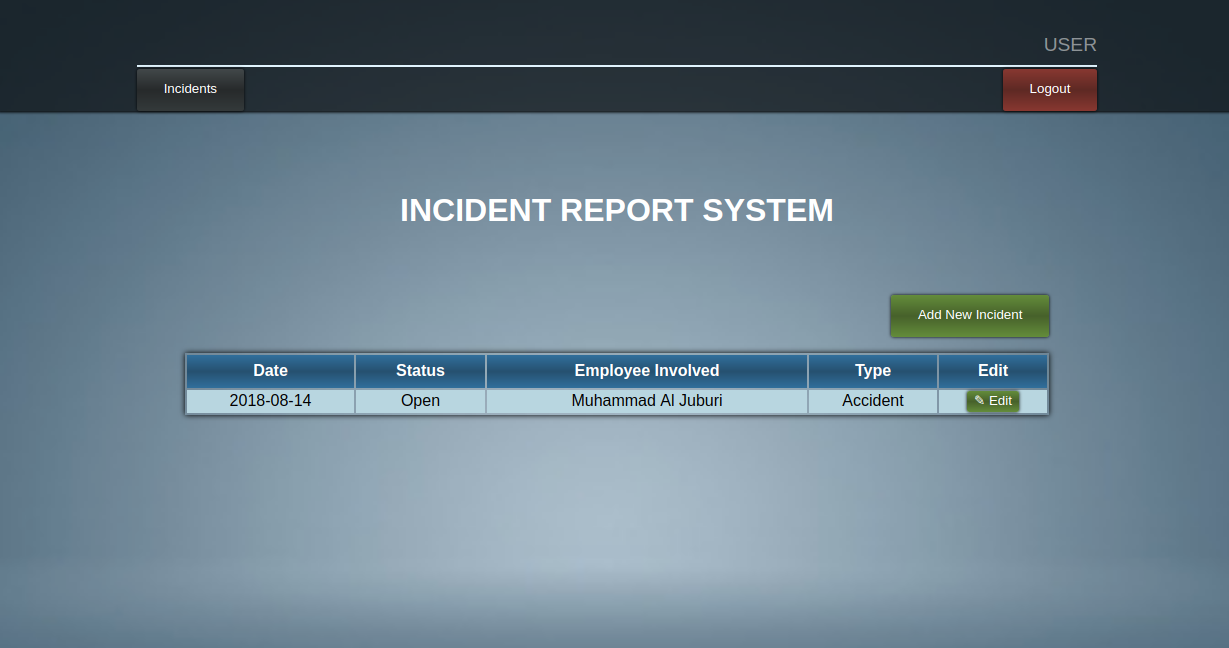 USER
Incidents Logout
INCIDENT REPORT SYSTEM
Add New Incident
Date Status Employee Involved Type Edit
2018-08-14 Open Muhammad Al Juburi Accident ✎ Edit